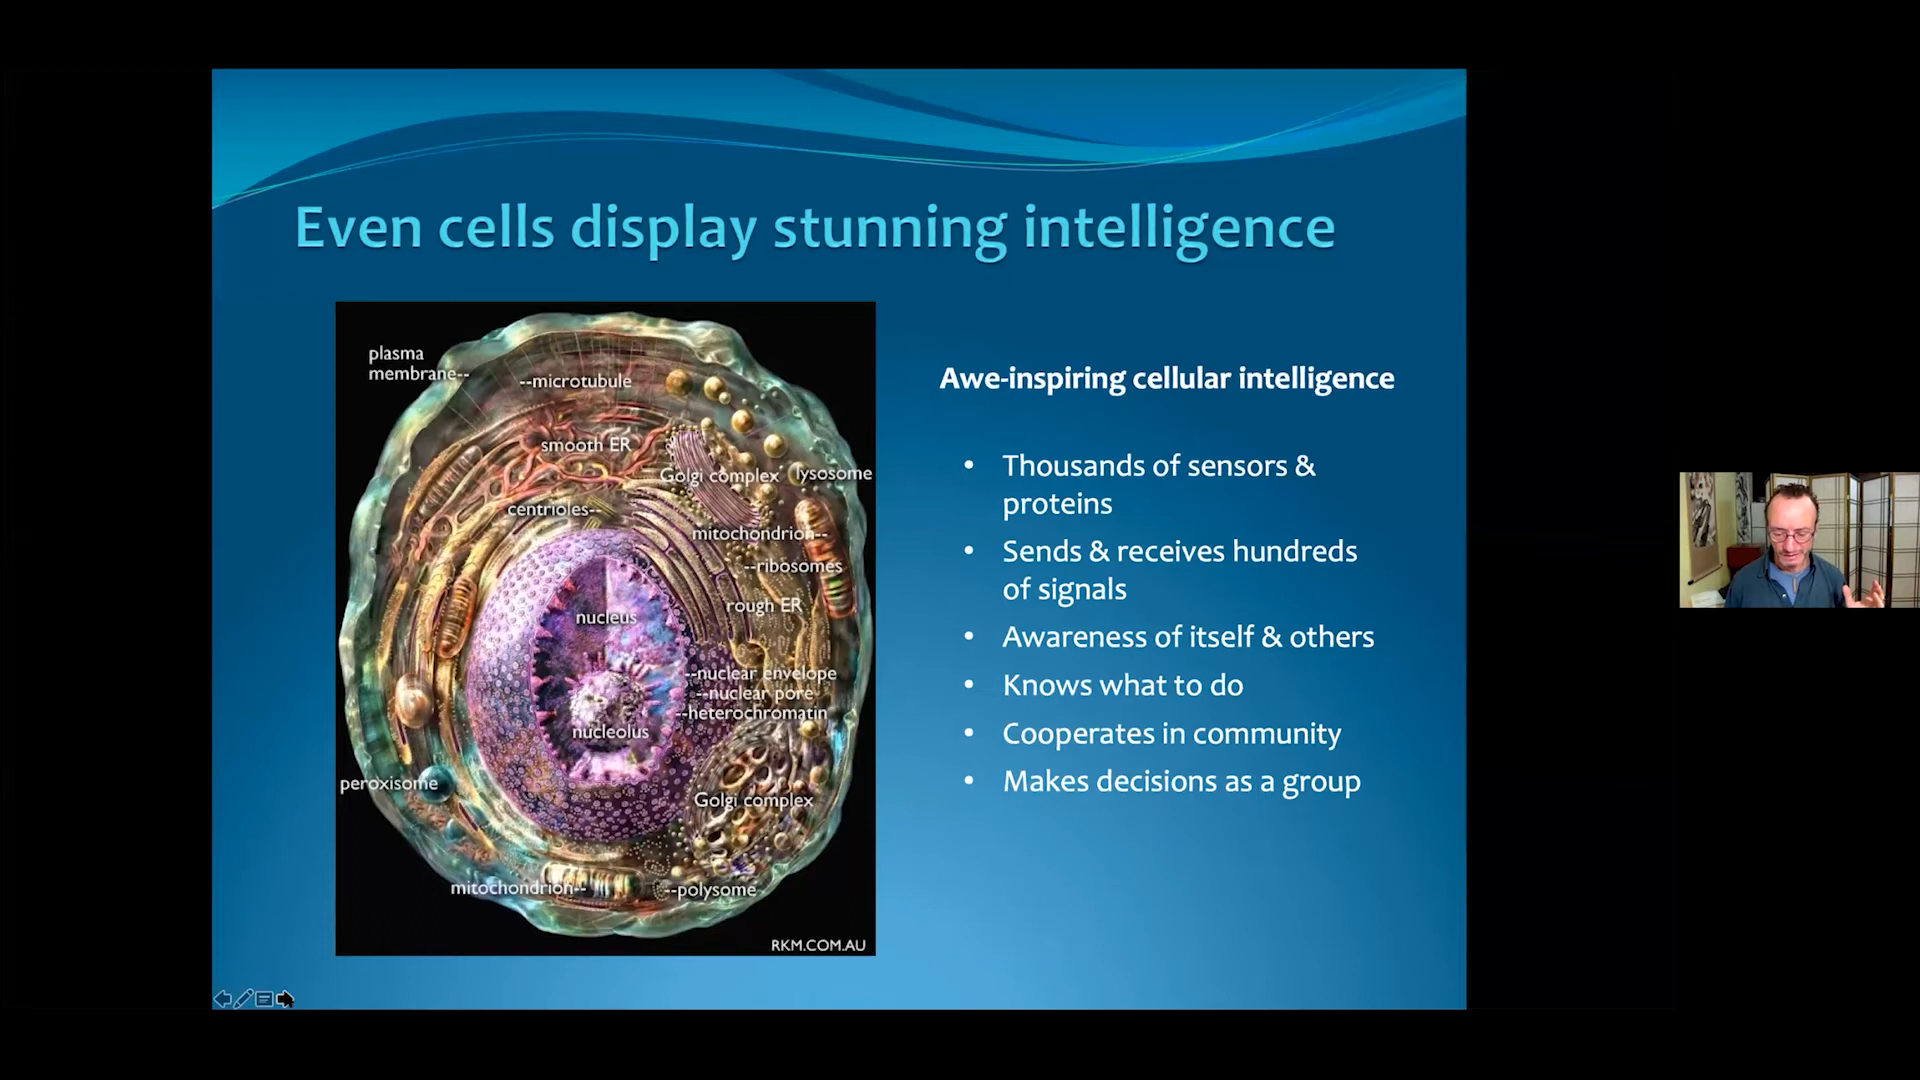 Even cells display stunning intelligence
plasma
membrane--
--microtubule
smooth ER
Golgi complex
lysosome
centrioles--
mitochondrion--
--ribosomes
rough ER
nucleus
--nuclear envelope
--nuclear pore
--heterochromatin
nucleolus
peroxisome
Golgi complex
mitochondrion--
--polysome
RKM.COM.AU
Awe-inspiring cellular intelligence
• Thousands of sensors &
proteins
• Sends & receives hundreds
of signals
• Awareness of itself & others
• Knows what to do
• Cooperates in community
• Makes decisions as a group